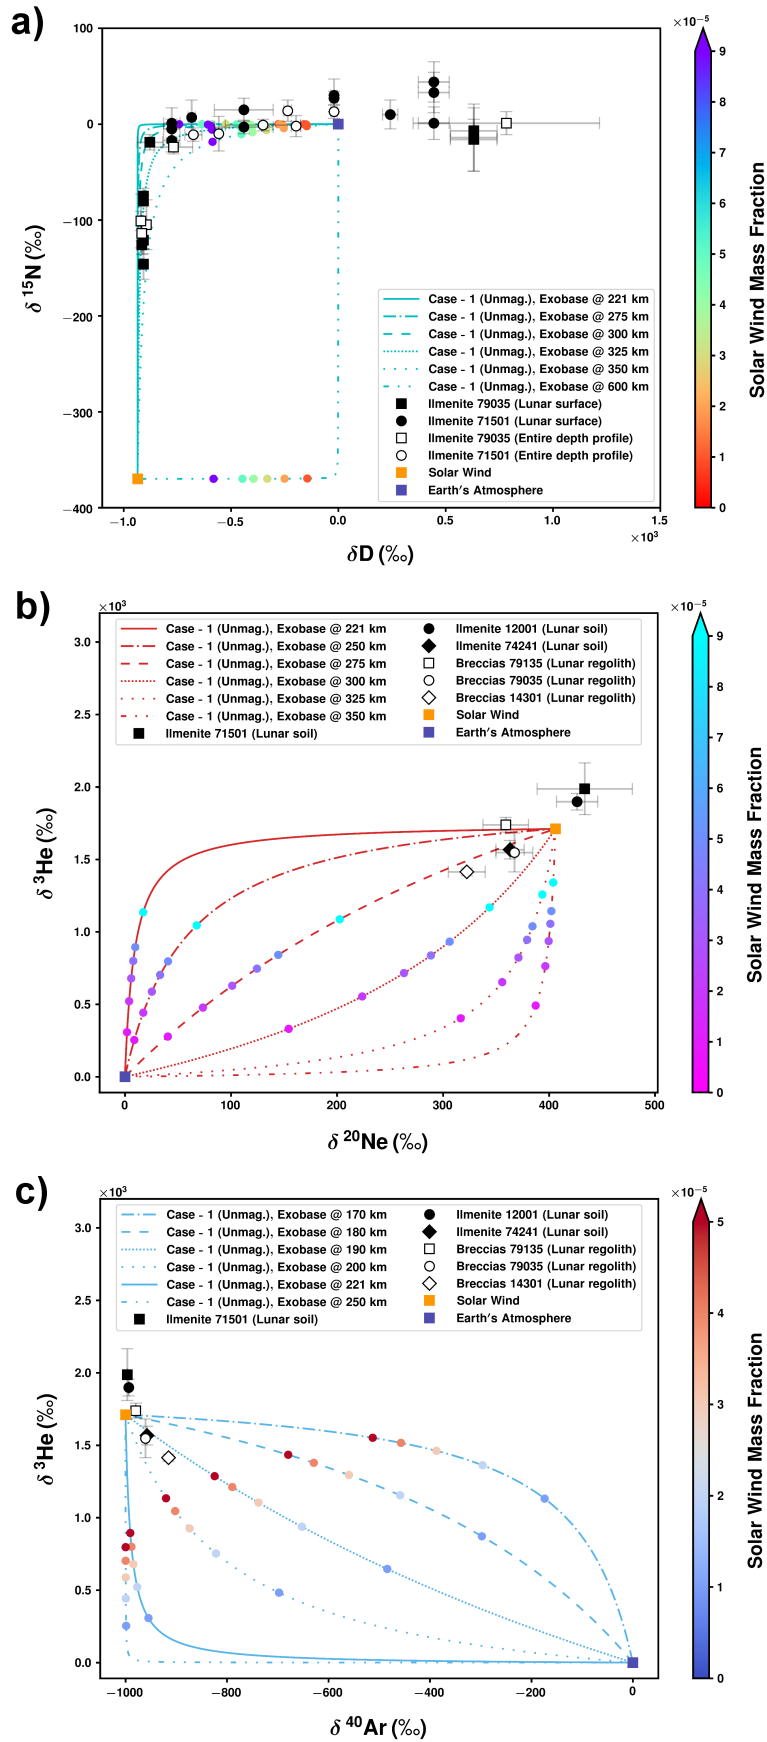 a)
×10⁻⁵
100
0
−100
−200
−300
−400
δ ¹⁵N (‰)
Case - 1 (Unmag.), Exobase @ 221 km
Case - 1 (Unmag.), Exobase @ 275 km
Case - 1 (Unmag.), Exobase @ 300 km
Case - 1 (Unmag.), Exobase @ 325 km
Case - 1 (Unmag.), Exobase @ 350 km
Case - 1 (Unmag.), Exobase @ 600 km
Ilmenite 79035 (Lunar surface)
Ilmenite 71501 (Lunar surface)
Ilmenite 79035 (Entire depth profile)
Ilmenite 71501 (Entire depth profile)
Solar Wind
Earth's Atmosphere
−1.0
−0.5
0.0
0.5
1.0
1.5
×10³
δD (‰)
9
8
7
6
5
4
3
2
1
0
Solar Wind Mass Fraction
b)
×10³
×10⁻⁵
3.0
2.5
2.0
1.5
1.0
0.5
0.0
δ ³He (‰)
Case - 1 (Unmag.), Exobase @ 221 km
Case - 1 (Unmag.), Exobase @ 250 km
Case - 1 (Unmag.), Exobase @ 275 km
Case - 1 (Unmag.), Exobase @ 300 km
Case - 1 (Unmag.), Exobase @ 325 km
Case - 1 (Unmag.), Exobase @ 350 km
Ilmenite 71501 (Lunar soil)
Ilmenite 12001 (Lunar soil)
Ilmenite 74241 (Lunar soil)
Breccias 79135 (Lunar regolith)
Breccias 79035 (Lunar regolith)
Breccias 14301 (Lunar regolith)
Solar Wind
Earth's Atmosphere
0
100
200
300
400
500
δ ²⁰Ne (‰)
9
8
7
6
5
4
3
2
1
0
Solar Wind Mass Fraction
c)
×10³
×10⁻⁵
3.0
2.5
2.0
1.5
1.0
0.5
0.0
δ ³He (‰)
Case - 1 (Unmag.), Exobase @ 170 km
Case - 1 (Unmag.), Exobase @ 180 km
Case - 1 (Unmag.), Exobase @ 190 km
Case - 1 (Unmag.), Exobase @ 200 km
Case - 1 (Unmag.), Exobase @ 221 km
Case - 1 (Unmag.), Exobase @ 250 km
Ilmenite 71501 (Lunar soil)
Ilmenite 12001 (Lunar soil)
Ilmenite 74241 (Lunar soil)
Breccias 79135 (Lunar regolith)
Breccias 79035 (Lunar regolith)
Breccias 14301 (Lunar regolith)
Solar Wind
Earth's Atmosphere
−1000
−800
−600
−400
−200
0
δ ⁴⁰Ar (‰)
5
4
3
2
1
0
Solar Wind Mass Fraction